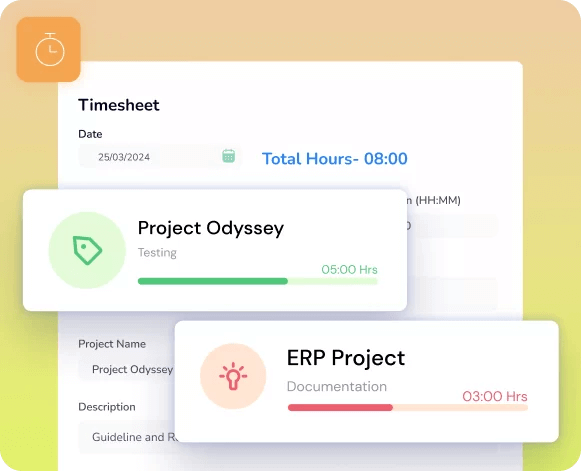 Timesheet
Date
25/03/2024
Total Hours- 08:00
(HH:MM)
Project Odyssey
Testing
05:00 Hrs
Project Name
Project Odyssey
ERP Project
Documentation
03:00 Hrs
Description
Guideline and